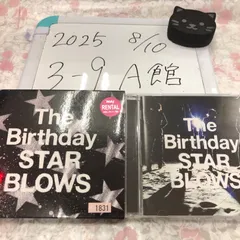 2025 8/10
3-9 A館
RENTAL
The
Birthday
STAR
BLOWS
1831
The
Birthday
STAR
BLOWS